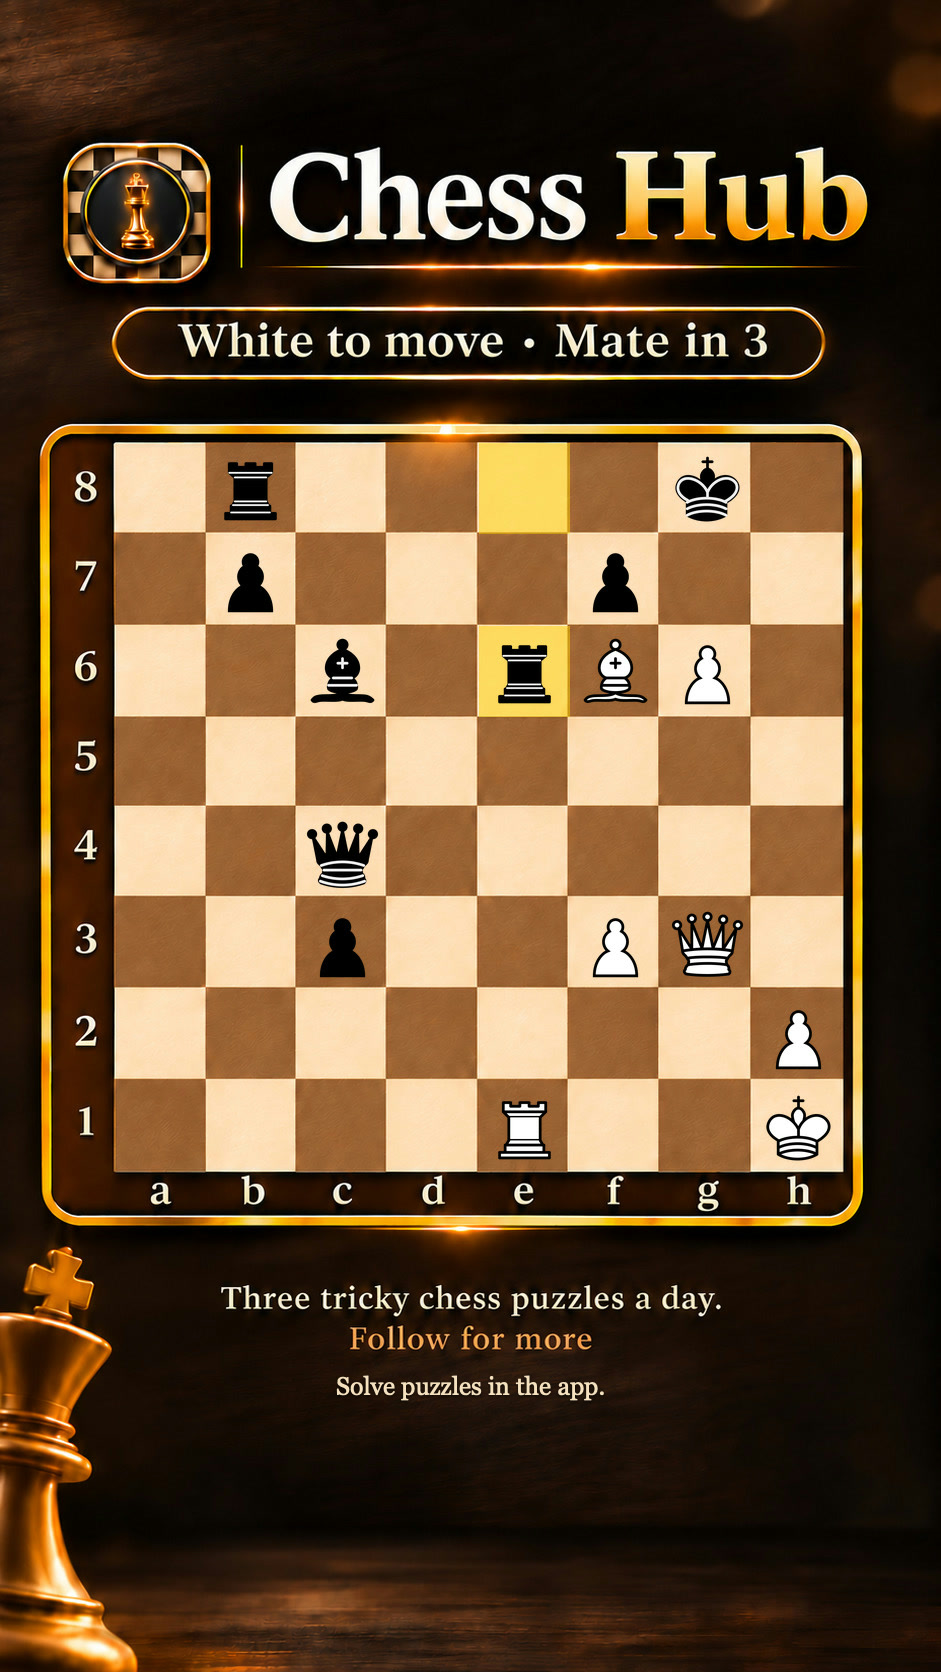 Chess Hub
White to move • Mate in 3
8
7
6
5
4
3
2
1
a b c d e f g h
Three tricky chess puzzles a day.
Follow for more
Solve puzzles in the app.